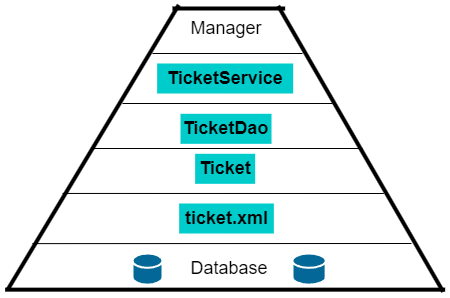 Manager
TicketService
TicketDao
Ticket
ticket.xml
Database